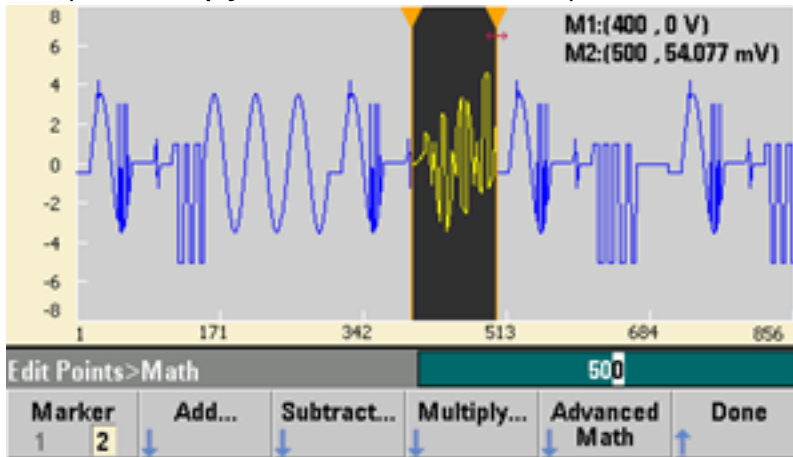 8
M1:(400 , 0 V)
6
M2:(500 , 54.077 mV)
4
2
0
-2
-4
-6
-8
1 171 342 513 684 856
Edit Points>Math 500
Marker Add... Subtract... Multiply... Advanced Done
1 2 Math